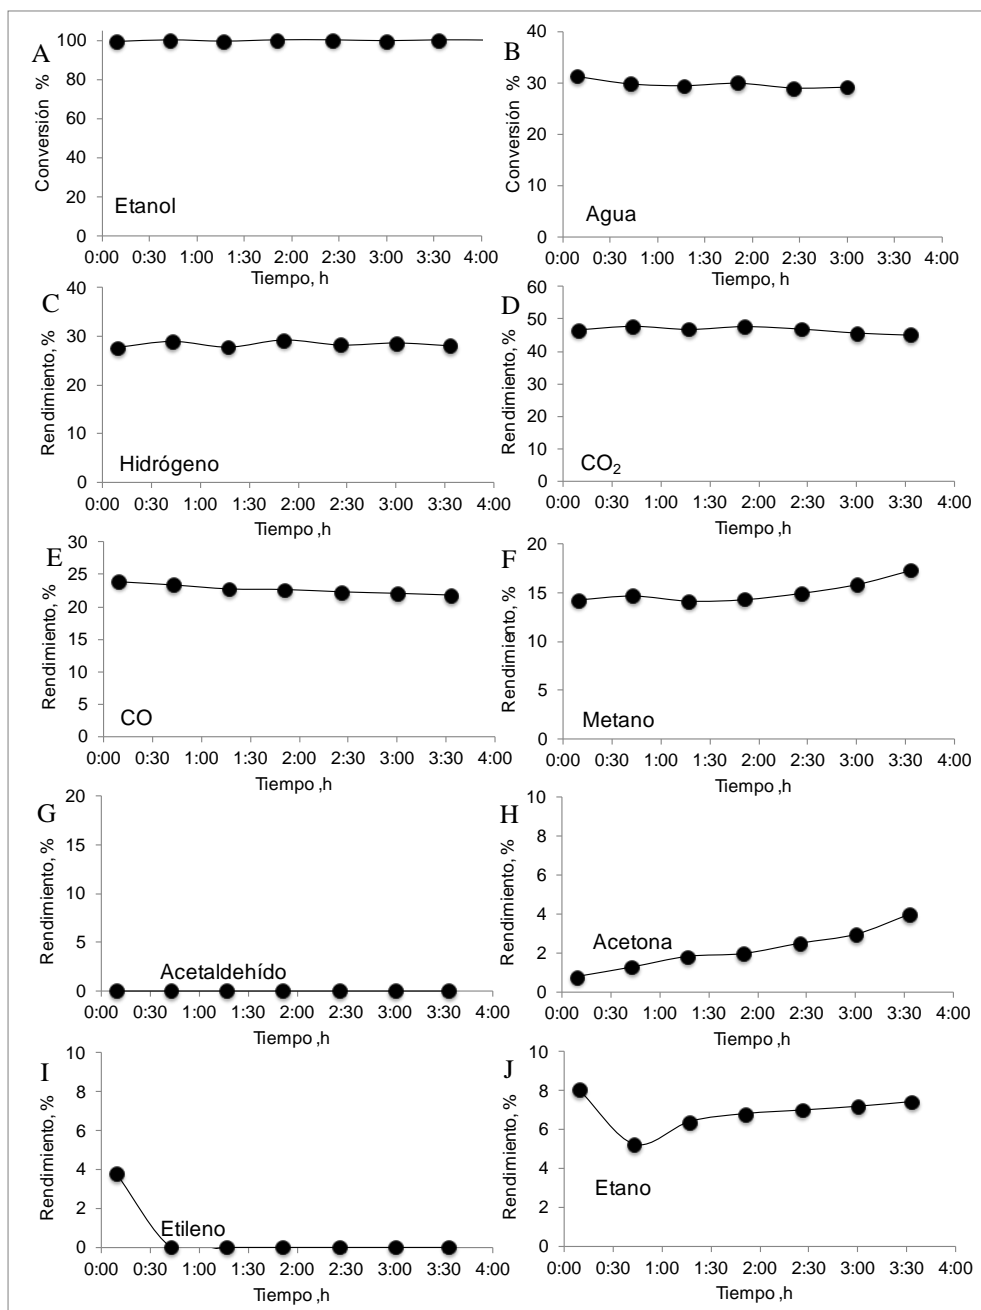 A
Conversión %
100
80
60
40
20
0
Etanol
0:00 0:30 1:00 1:30 2:00 2:30 3:00 3:30 4:00
Tiempo, h
B
Conversión %
40
30
20
10
0
Agua
0:00 0:30 1:00 1:30 2:00 2:30 3:00 3:30 4:00
Tiempo, h
C
Rendimiento, %
40
30
20
10
0
Hidrógeno
0:00 0:30 1:00 1:30 2:00 2:30 3:00 3:30 4:00
Tiempo ,h
D
Rendimiento, %
60
50
40
30
20
10
0
CO₂
0:00 0:30 1:00 1:30 2:00 2:30 3:00 3:30 4:00
Tiempo ,h
E
Rendimiento, %
30
25
20
15
10
5
0
CO
0:00 0:30 1:00 1:30 2:00 2:30 3:00 3:30 4:00
Tiempo ,h
F
Rendimiento, %
20
15
10
5
0
Metano
0:00 0:30 1:00 1:30 2:00 2:30 3:00 3:30 4:00
Tiempo ,h
G
Rendimiento, %
20
15
10
5
0
Acetaldehído
0:00 0:30 1:00 1:30 2:00 2:30 3:00 3:30 4:00
Tiempo ,h
H
Rendimiento, %
10
8
6
4
2
0
Acetona
0:00 0:30 1:00 1:30 2:00 2:30 3:00 3:30 4:00
Tiempo ,h
I
Rendimiento, %
10
8
6
4
2
0
Etileno
0:00 0:30 1:00 1:30 2:00 2:30 3:00 3:30 4:00
Tiempo ,h
J
Rendimiento, %
10
8
6
4
2
0
Etano
0:00 0:30 1:00 1:30 2:00 2:30 3:00 3:30 4:00
Tiempo ,h